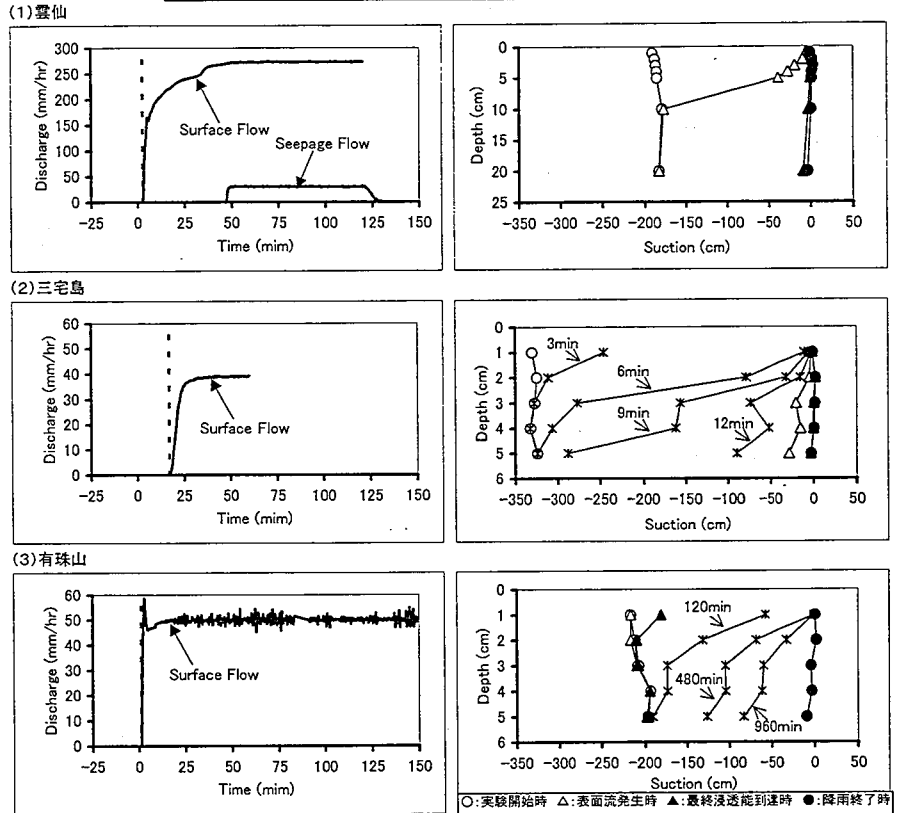 (1)雲仙
300
250
200
150
100
50
0
-25 0 25 50 75 100 125 150
Discharge (mm/hr)
Time (mim)
Surface Flow
Seepage Flow
0
5
10
15
20
25
-350 -300 -250 -200 -150 -100 -50 0 50
Depth (cm)
Suction (cm)
(2)三宅島
60
50
40
30
20
10
0
-25 0 25 50 75 100 125 150
Discharge (mm/hr)
Time (mim)
Surface Flow
0
1
2
3
4
5
6
-350 -300 -250 -200 -150 -100 -50 0 50
Depth (cm)
Suction (cm)
3min
6min
9min
12min
(3)有珠山
60
50
40
30
20
10
0
-25 0 25 50 75 100 125 150
Discharge (mm/hr)
Time (mim)
Surface Flow
0
1
2
3
4
5
6
-350 -300 -250 -200 -150 -100 -50 0 50
Depth (cm)
Suction (cm)
120min
480min
960min
○:実験開始時 △:表面流発生時 ▲:最終浸透能到達時 ●:降雨終了時